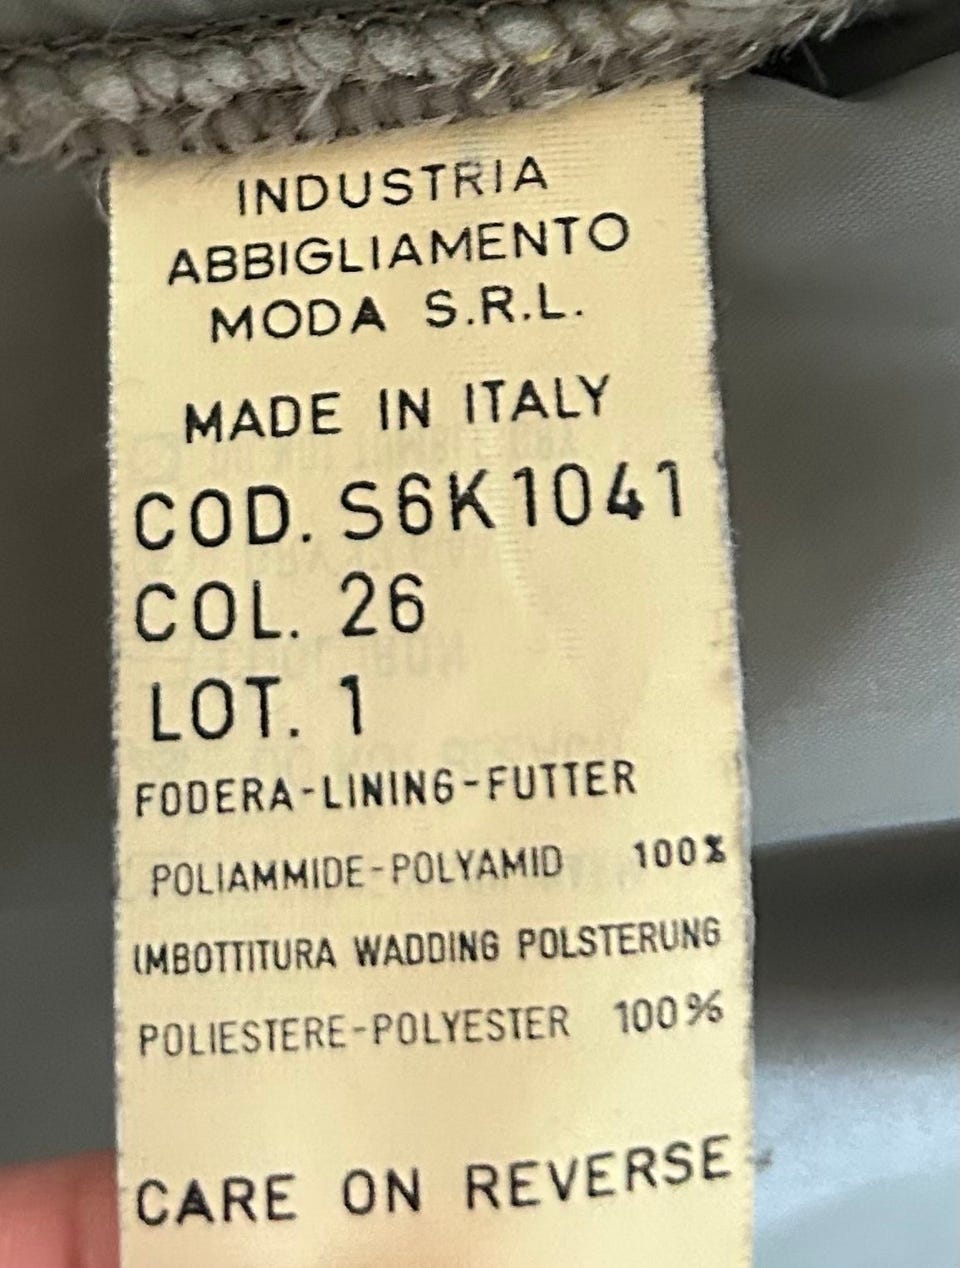 INDUSTRIA
ABBIGLIAMENTO
MODA S.R.L.
MADE IN ITALY
COD. S6K1041
COL. 26
LOT. 1
FODERA-LINING-FUTTER
POLIAMMIDE-POLYAMID 100%
IMBOTTITURA WADDING POLSTERUNG
POLIESTERE-POLYESTER 100%
CARE ON REVERSE